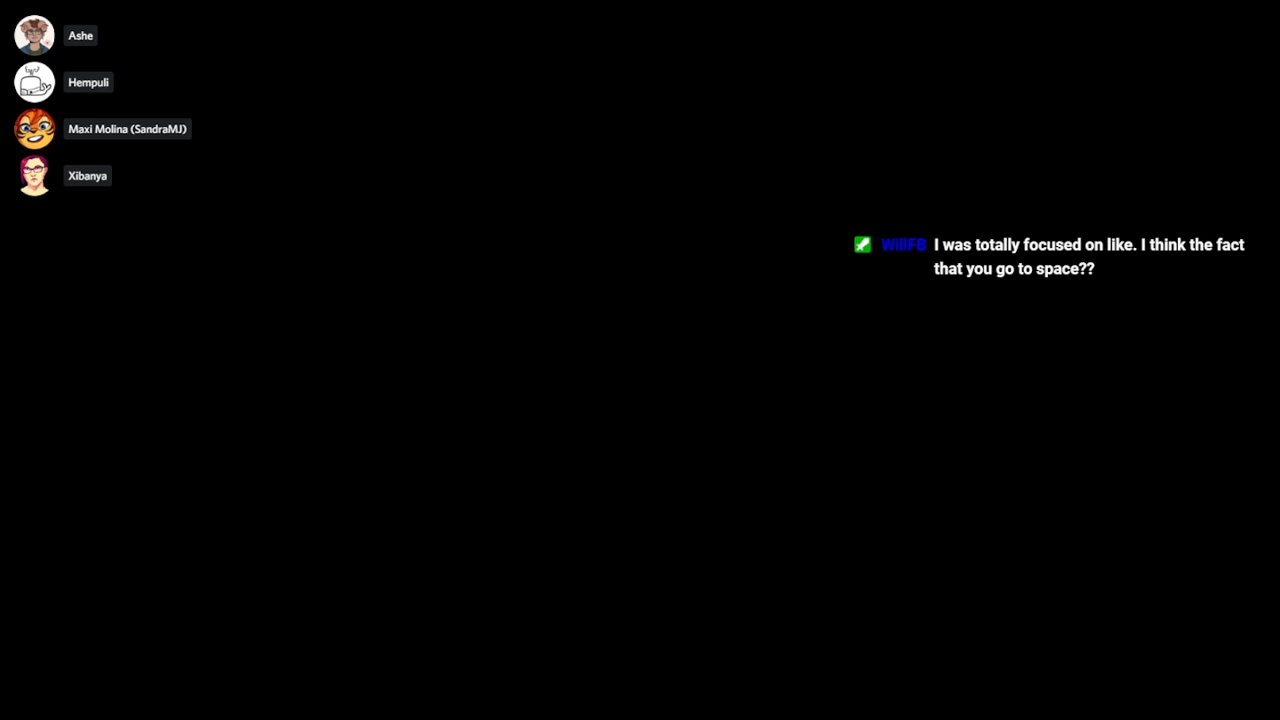 Ashe
Hempuli
Maxi Molina (SandraMJ)
Xibanya
WillFB I was totally focused on like. I think the fact
that you go to space??